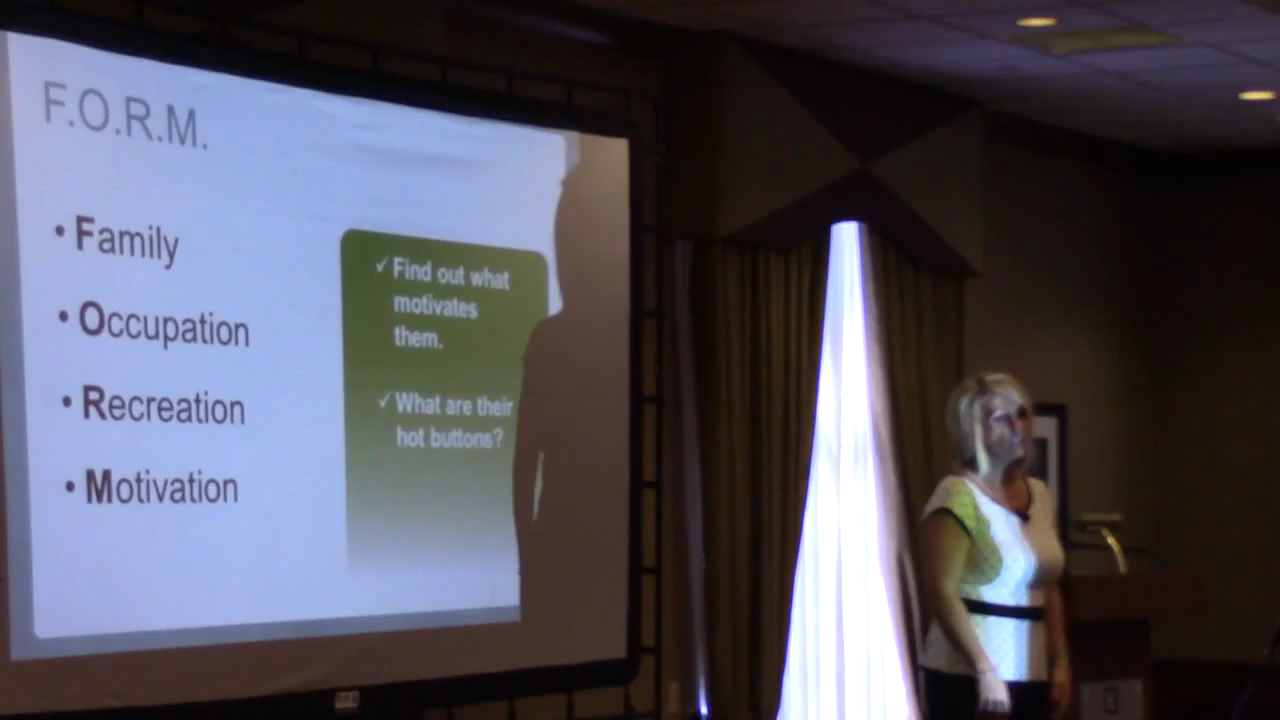 F.O.R.M.
• Family
• Occupation
• Recreation
• Motivation
✓ Find out what
motivates
them.
✓ What are their
hot buttons?